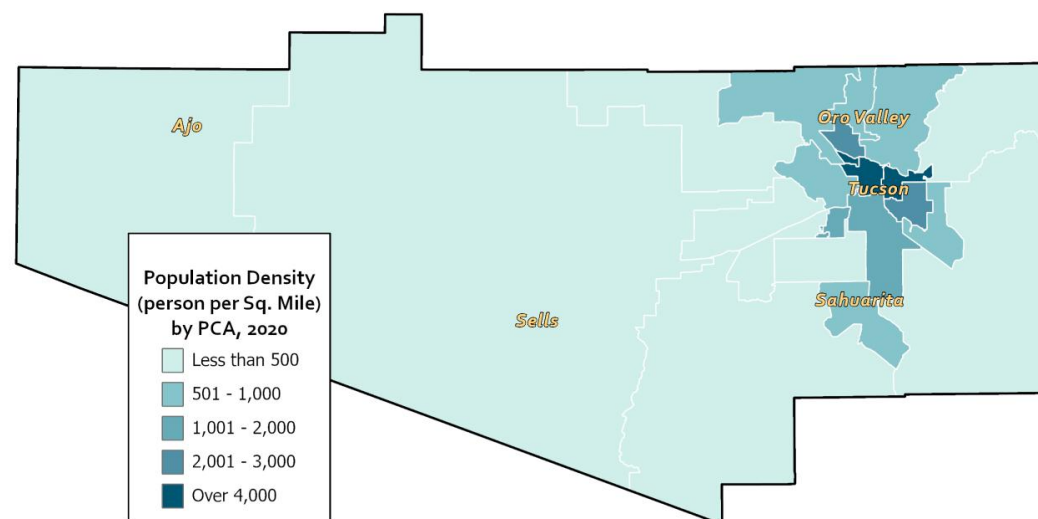 Oro Valley
Ajo
Tucson
Sahuarita
Sells
Population Density
(person per Sq. Mile)
by PCA, 2020
Less than 500
501 - 1,000
1,001 - 2,000
2,001 - 3,000
Over 4,000